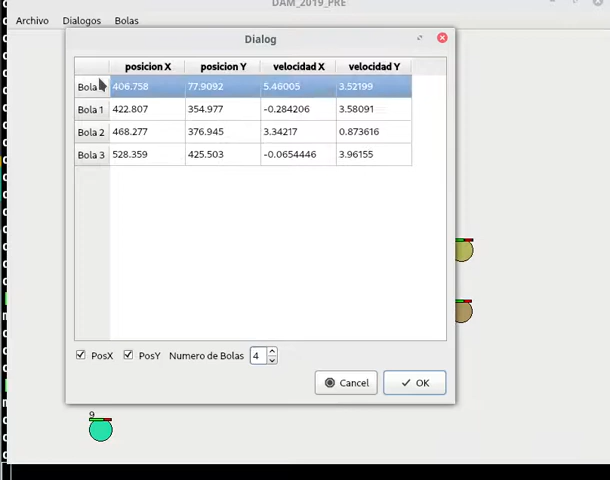 DAM_2019_PRE
Archivo Dialogos Bolas
Dialog
posicion X posicion Y velocidad X velocidad Y
Bola 406.758 77.9092 5.46005 3.52199
Bola 1 422.807 354.977 -0.284206 3.58091
Bola 2 468.277 376.945 3.34217 0.873616
Bola 3 528.359 425.503 -0.0654446 3.96155
PosX PosY Numero de Bolas 4
Cancel OK
9